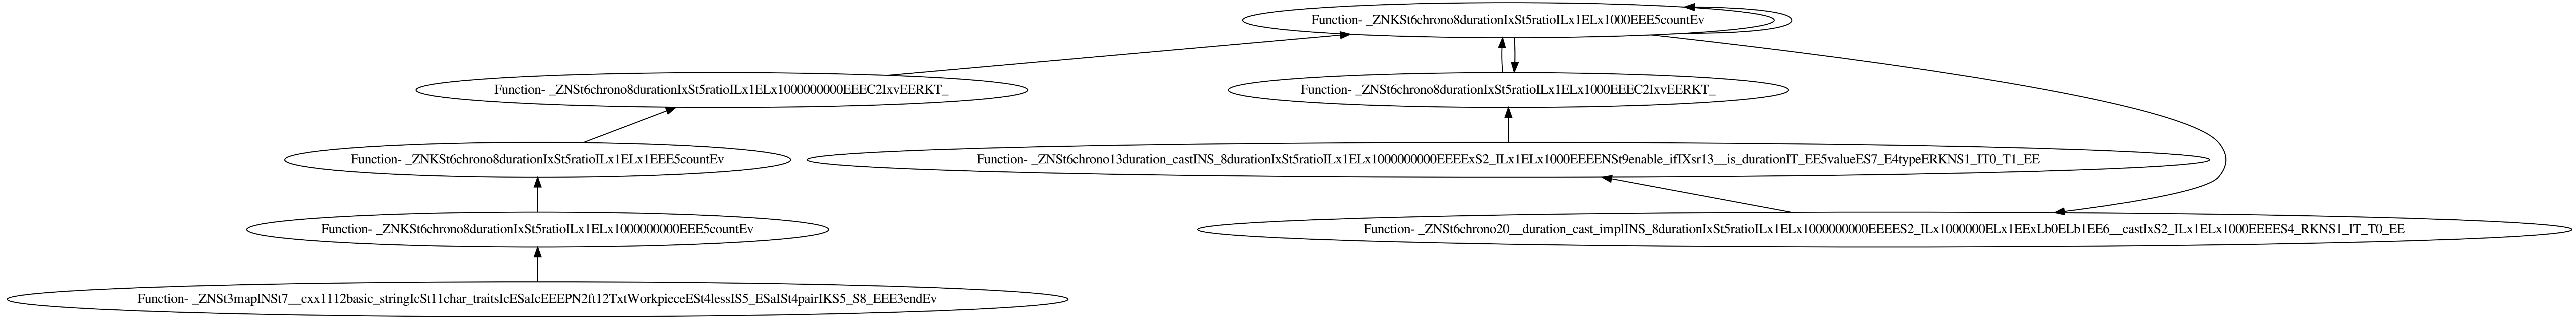 Function- _ZNKSt6chrono8durationIxSt5ratioILx1ELx1000EEE5countEv
Function- _ZNSt6chrono8durationIxSt5ratioILx1ELx1000000000EEEC2IxvEERKT_
Function- _ZNSt6chrono8durationIxSt5ratioILx1ELx1000EEEC2IxvEERKT_
Function- _ZNKSt6chrono8durationIxSt5ratioILx1ELx1EEE5countEv
Function- _ZNSt6chrono13duration_castINS_8durationIxSt5ratioILx1ELx1000000000EEEExS2_ILx1ELx1000EEEENSt9enable_ifIXsr13__is_durationIT_EE5valueES7_E4typeERKNS1_IT0_T1_EE
Function- _ZNKSt6chrono8durationIxSt5ratioILx1ELx1000000000EEE5countEv
Function- _ZNSt6chrono20__duration_cast_implINS_8durationIxSt5ratioILx1ELx1000000000EEEES2_ILx1000000ELx1EExLb0ELb1EE6__castIxS2_ILx1ELx1000EEEES4_RKNS1_IT_T0_EE
Function- _ZNSt3mapINSt7__cxx1112basic_stringIcSt11char_traitsIcESaIcEEEPN2ft12TxtWorkpieceESt4lessIS5_ESaISt4pairIKS5_S8_EEE3endEv